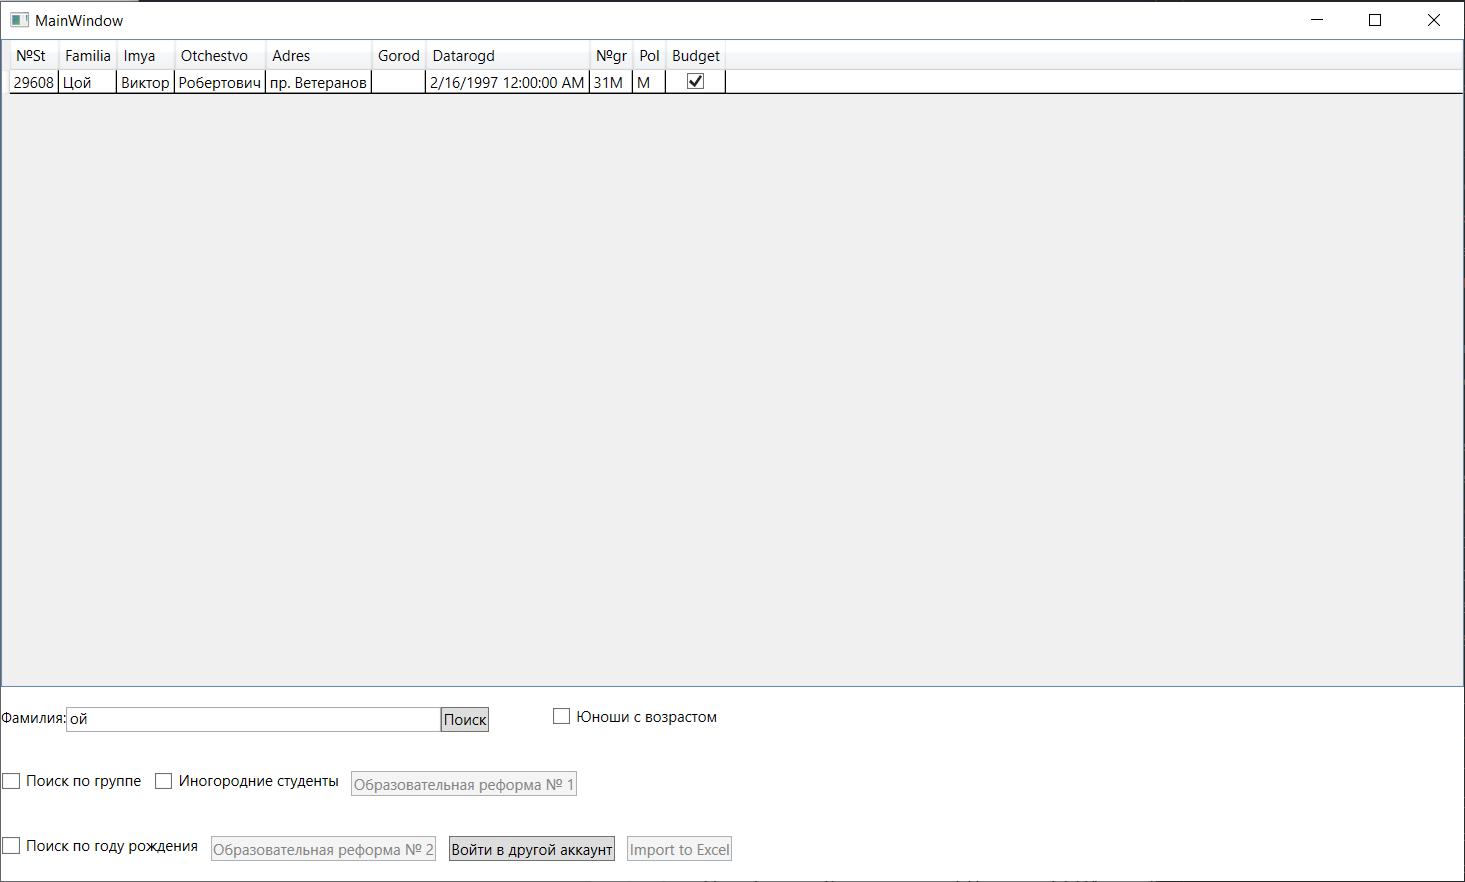 MainWindow
№St Familia Imya Otchestvo Adres Gorod Datarogd №gr Pol Budget
29608 Цой Виктор Робертович пр. Ветеранов 2/16/1997 12:00:00 AM 31М М
Фамилия: ой Поиск Юноши с возрастом
Поиск по группе Иногородние студенты Образовательная реформа № 1
Поиск по году рождения Образовательная реформа № 2 Войти в другой аккаунт Import to Excel